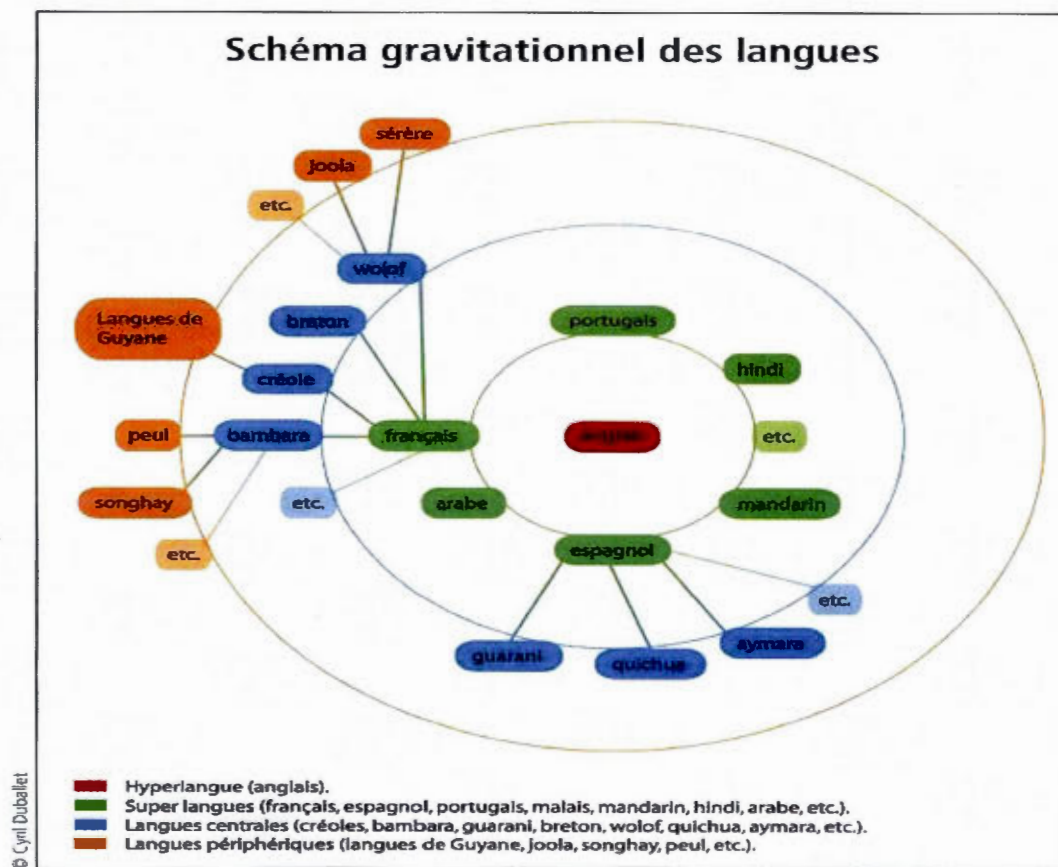 Schéma gravitationnel des langues
sérère
joola
etc.
wolof
Langues de
Guyane
breton
portugais
créole
hindi
peul
bambara
français
anglais
etc.
songhay
etc.
arabe
mandarin
etc.
espagnol
etc.
guarani
quichua
aymara
Hyperlangue (anglais).
Super langues (français, espagnol, portugais, malais, mandarin, hindi, arabe, etc.).
Langues centrales (créoles, bambara, guarani, breton, wolof, quichua, aymara, etc.).
Langues périphériques (langues de Guyane, joola, songhay, peul, etc.).
© Cyril Duballet